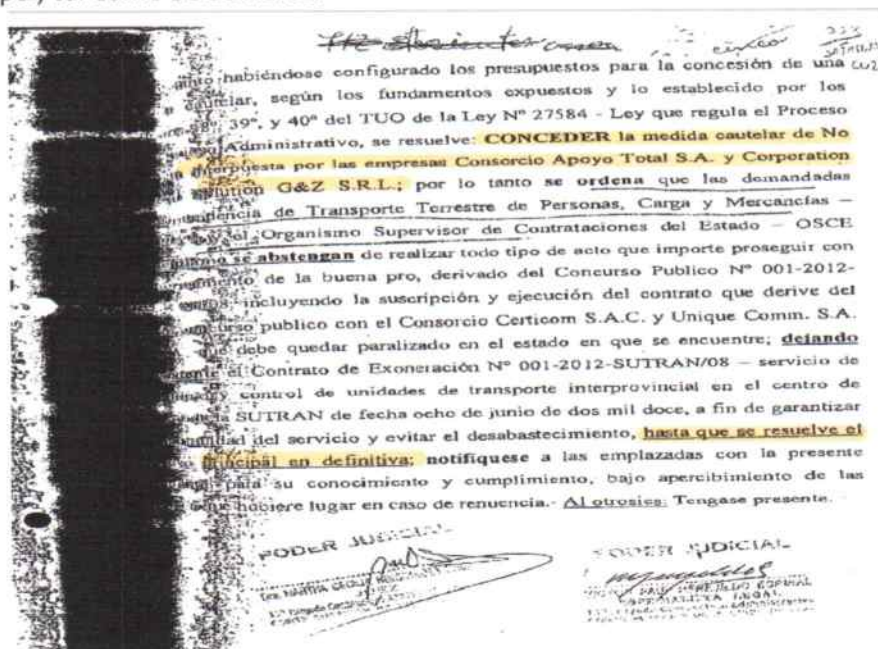 cinco
habiéndose configurado los presupuestos para la concesión de una
cautelar, según los fundamentos expuestos y lo establecido por los
39°, y 40° del TUO de la Ley N° 27584 - Ley que regula el Proceso
Administrativo, se resuelve: CONCEDER la medida cautelar de No
interpuesta por las empresas Consorcio Apoyo Total S.A. y Corporation
G&Z S.R.L.; por lo tanto se ordena que las demandadas
de Transporte Terrestre de Personas, Carga y Mercancías –
el Organismo Supervisor de Contrataciones del Estado – OSCE
se abstengan de realizar todo tipo de acto que importe proseguir con
de la buena pro, derivado del Concurso Publico N° 001-2012-
incluyendo la suscripción y ejecución del contrato que derive del
publico con el Consorcio Certicom S.A.C. y Unique Comm. S.A.
que debe quedar paralizado en el estado en que se encuentre; dejando
el Contrato de Exoneración N° 001-2012-SUTRAN/08 – servicio de
y control de unidades de transporte interprovincial en el centro de
SUTRAN de fecha ocho de junio de dos mil doce, a fin de garantizar
del servicio y evitar el desabastecimiento, hasta que se resuelve el
principal en definitiva; notifíquese a las emplazadas con la presente
para su conocimiento y cumplimiento, bajo apercibimiento de las
que hubiere lugar en caso de renuencia.- Al otrosies: Tengase presente.
PODER JUDICIAL
PODER JUDICIAL